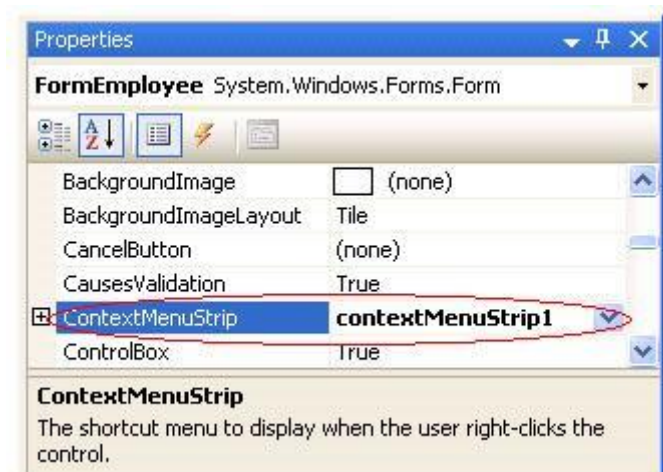 Properties
FormEmployee System.Windows.Forms.Form
BackgroundImage (none)
BackgroundImageLayout Tile
CancelButton (none)
CausesValidation True
ContextMenuStrip contextMenuStrip1
ControlBox True
ContextMenuStrip
The shortcut menu to display when the user right-clicks the
control.